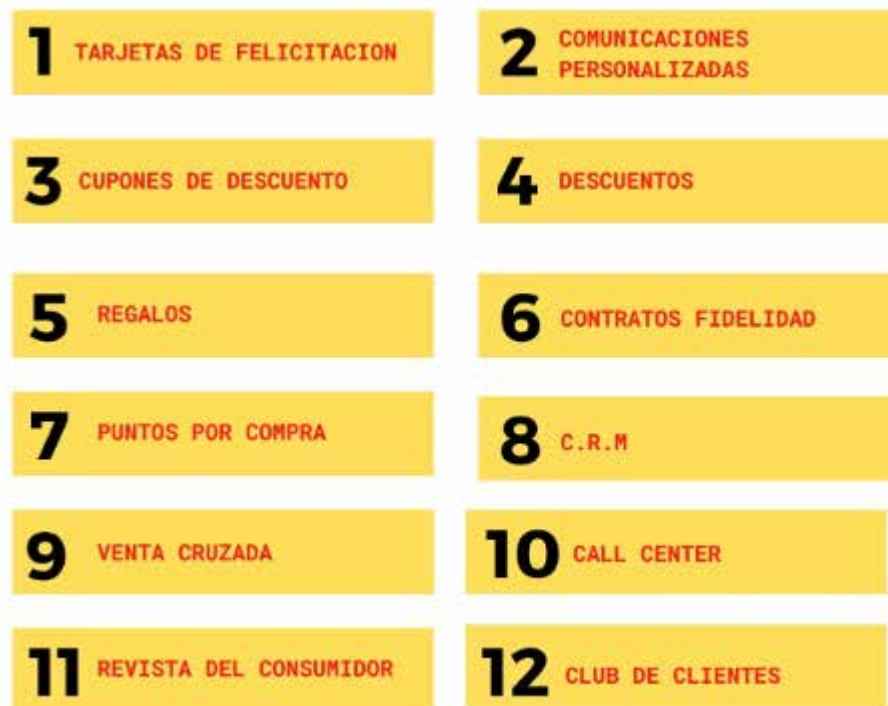 1 TARJETAS DE FELICITACION
2 COMUNICACIONES
PERSONALIZADAS
3 CUPONES DE DESCUENTO
4 DESCUENTOS
5 REGALOS
6 CONTRATOS FIDELIDAD
7 PUNTOS POR COMPRA
8 C.R.M
9 VENTA CRUZADA
10 CALL CENTER
11 REVISTA DEL CONSUMIDOR
12 CLUB DE CLIENTES